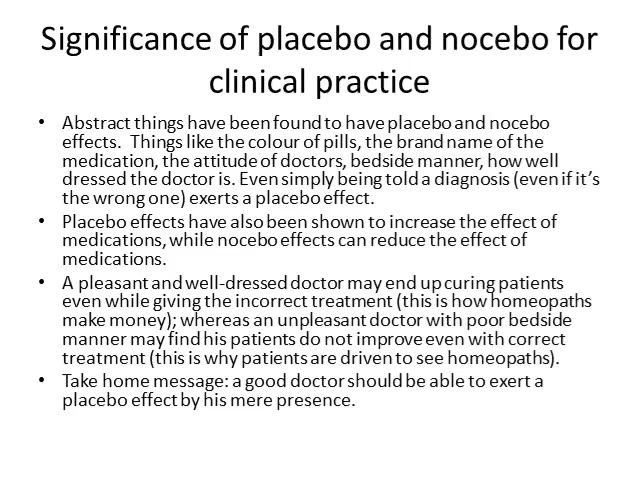 Significance of placebo and nocebo for
clinical practice
• Abstract things have been found to have placebo and nocebo
effects.  Things like the colour of pills, the brand name of the
medication, the attitude of doctors, bedside manner, how well
dressed the doctor is. Even simply being told a diagnosis (even if it’s
the wrong one) exerts a placebo effect.
• Placebo effects have also been shown to increase the effect of
medications, while nocebo effects can reduce the effect of
medications.
• A pleasant and well-dressed doctor may end up curing patients
even while giving the incorrect treatment (this is how homeopaths
make money); whereas an unpleasant doctor with poor bedside
manner may find his patients do not improve even with correct
treatment (this is why patients are driven to see homeopaths).
• Take home message: a good doctor should be able to exert a
placebo effect by his mere presence.